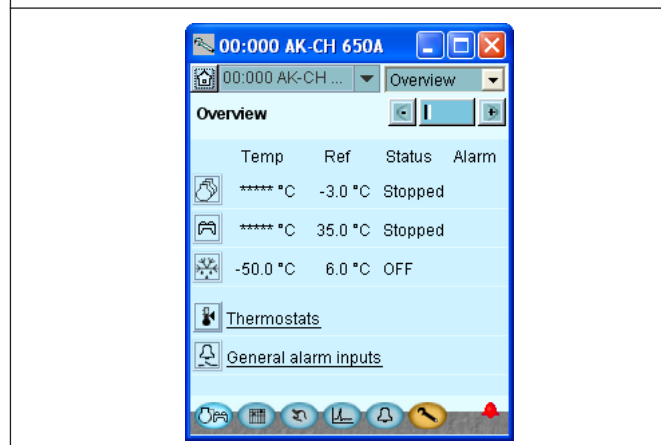 00:000 AK-CH 650A
00:000 AK-CH ... Overview
Overview
Temp Ref Status Alarm
***** °C -3.0 °C Stopped
***** °C 35.0 °C Stopped
-50.0 °C 6.0 °C OFF
Thermostats
General alarm inputs